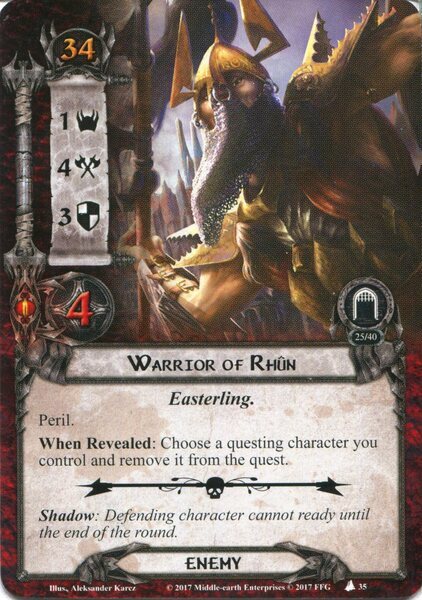 34
1
4
3
4
25/40
Warrior of Rhûn
Easterling.
Peril.
When Revealed: Choose a questing character you
control and remove it from the quest.
Shadow: Defending character cannot ready until
the end of the round.
ENEMY
Illus. Aleksander Karcz © 2017 Middle-earth Enterprises © 2017 FFG 35